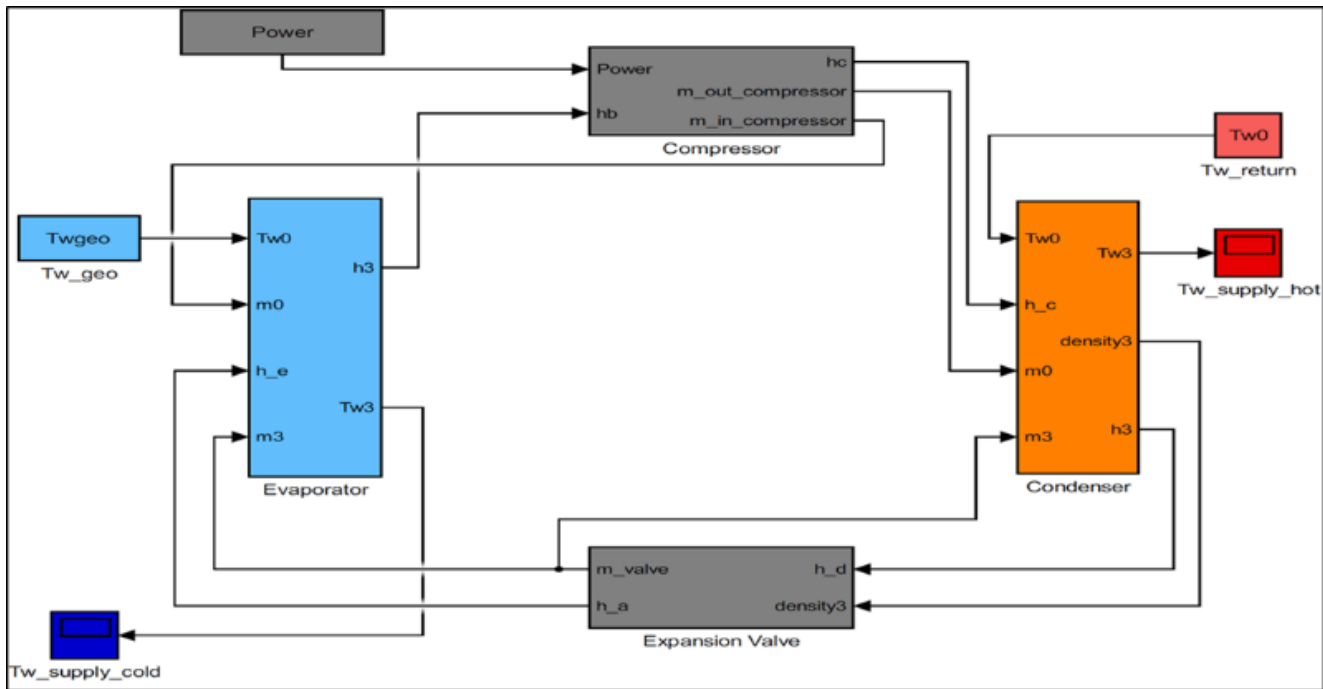 Power
Power
hb
hc
m_out_compressor
m_in_compressor
Compressor
Tw0
Tw_return
Twgeo
Tw_geo
Tw0
m0
h_e
m3
h3
Tw3
Evaporator
Tw0
h_c
m0
m3
Tw3
density3
h3
Condenser
Tw_supply_hot
m_valve
h_a
h_d
density3
Expansion Valve
Tw_supply_cold